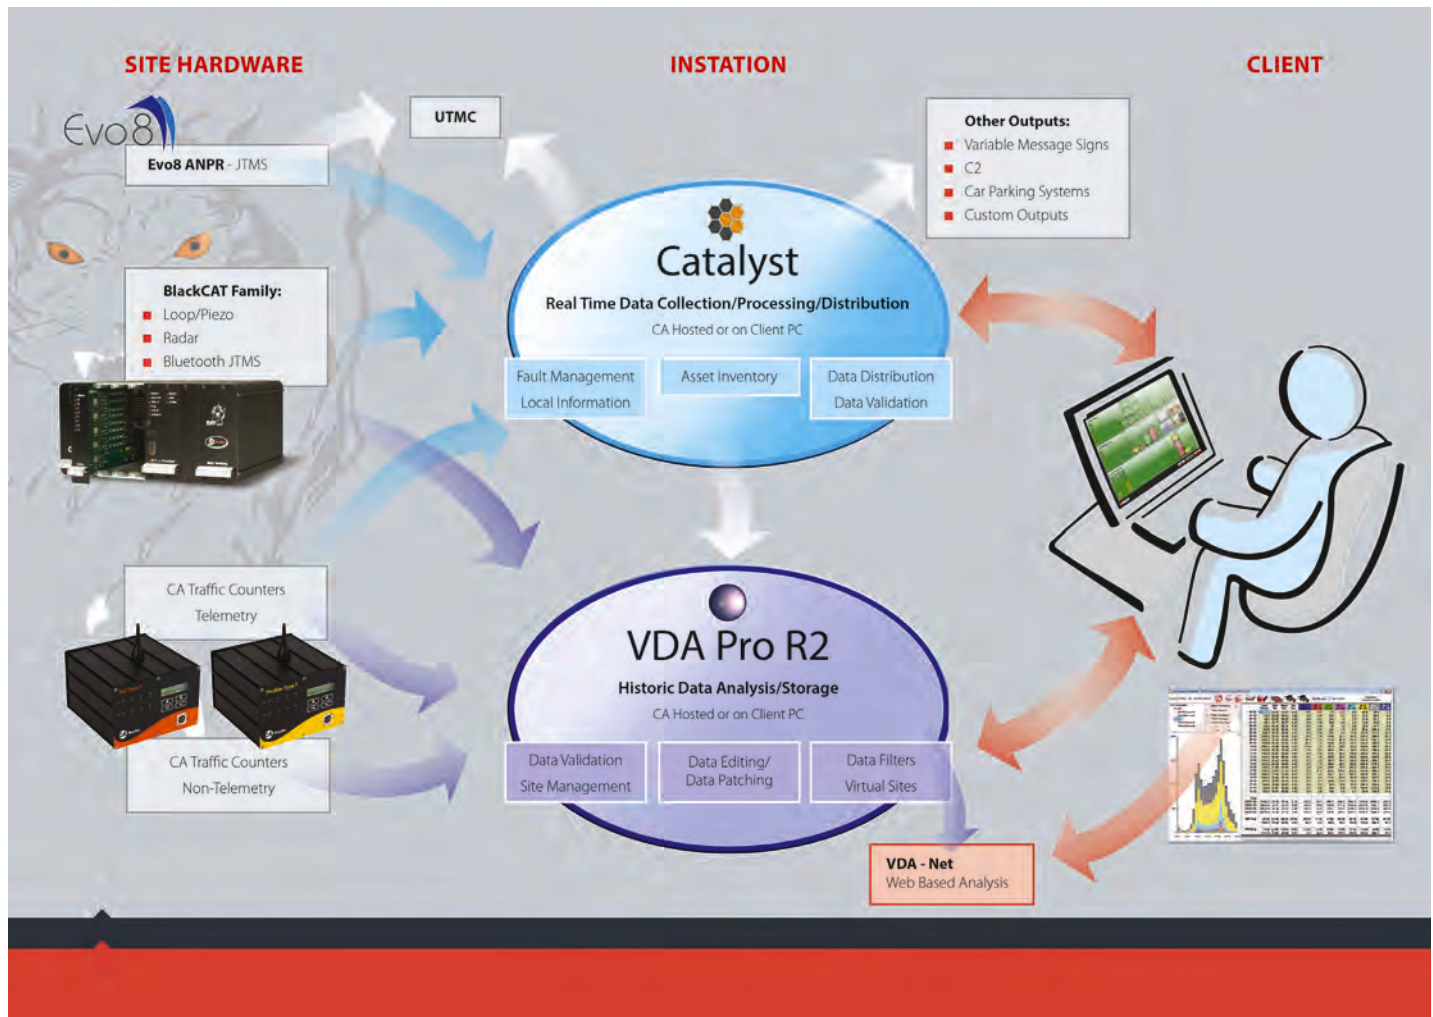 SITE HARDWARE
INSTATION
CLIENT
Evo8
Evo8 ANPR - JTMS
UTMC
Other Outputs:
Variable Message Signs
C2
Car Parking Systems
Custom Outputs
BlackCAT Family:
Loop/Piezo
Radar
Bluetooth JTMS
Catalyst
Real Time Data Collection/Processing/Distribution
CA Hosted or on Client PC
Fault Management
Local Information
Asset Inventory
Data Distribution
Data Validation
CA Traffic Counters
Telemetry
VDA Pro R2
Historic Data Analysis/Storage
CA Hosted or on Client PC
Data Validation
Site Management
Data Editing/
Data Patching
Data Filters
Virtual Sites
CA Traffic Counters
Non-Telemetry
VDA - Net
Web Based Analysis